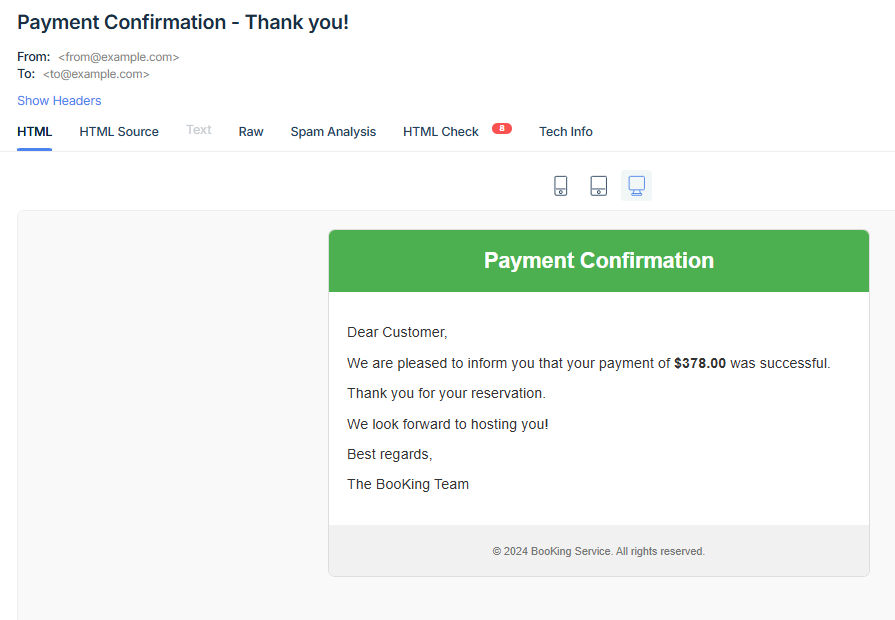 Payment Confirmation - Thank you!
From: <from@example.com>
To: <to@example.com>
Show Headers
HTML HTML Source Text Raw Spam Analysis HTML Check 8 Tech Info
Payment Confirmation
Dear Customer,
We are pleased to inform you that your payment of $378.00 was successful.
Thank you for your reservation.
We look forward to hosting you!
Best regards,
The BooKing Team
© 2024 BooKing Service. All rights reserved.